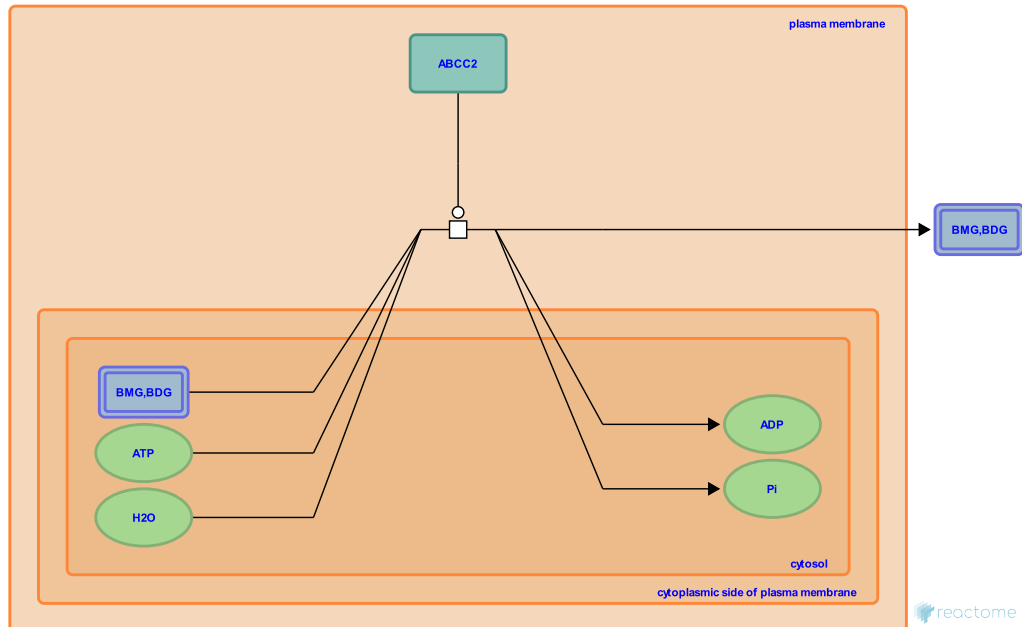 plasma membrane
ABCC2
BMG,BDG
BMG,BDG
ATP
H2O
ADP
Pi
cytosol
cytoplasmic side of plasma membrane
reactome